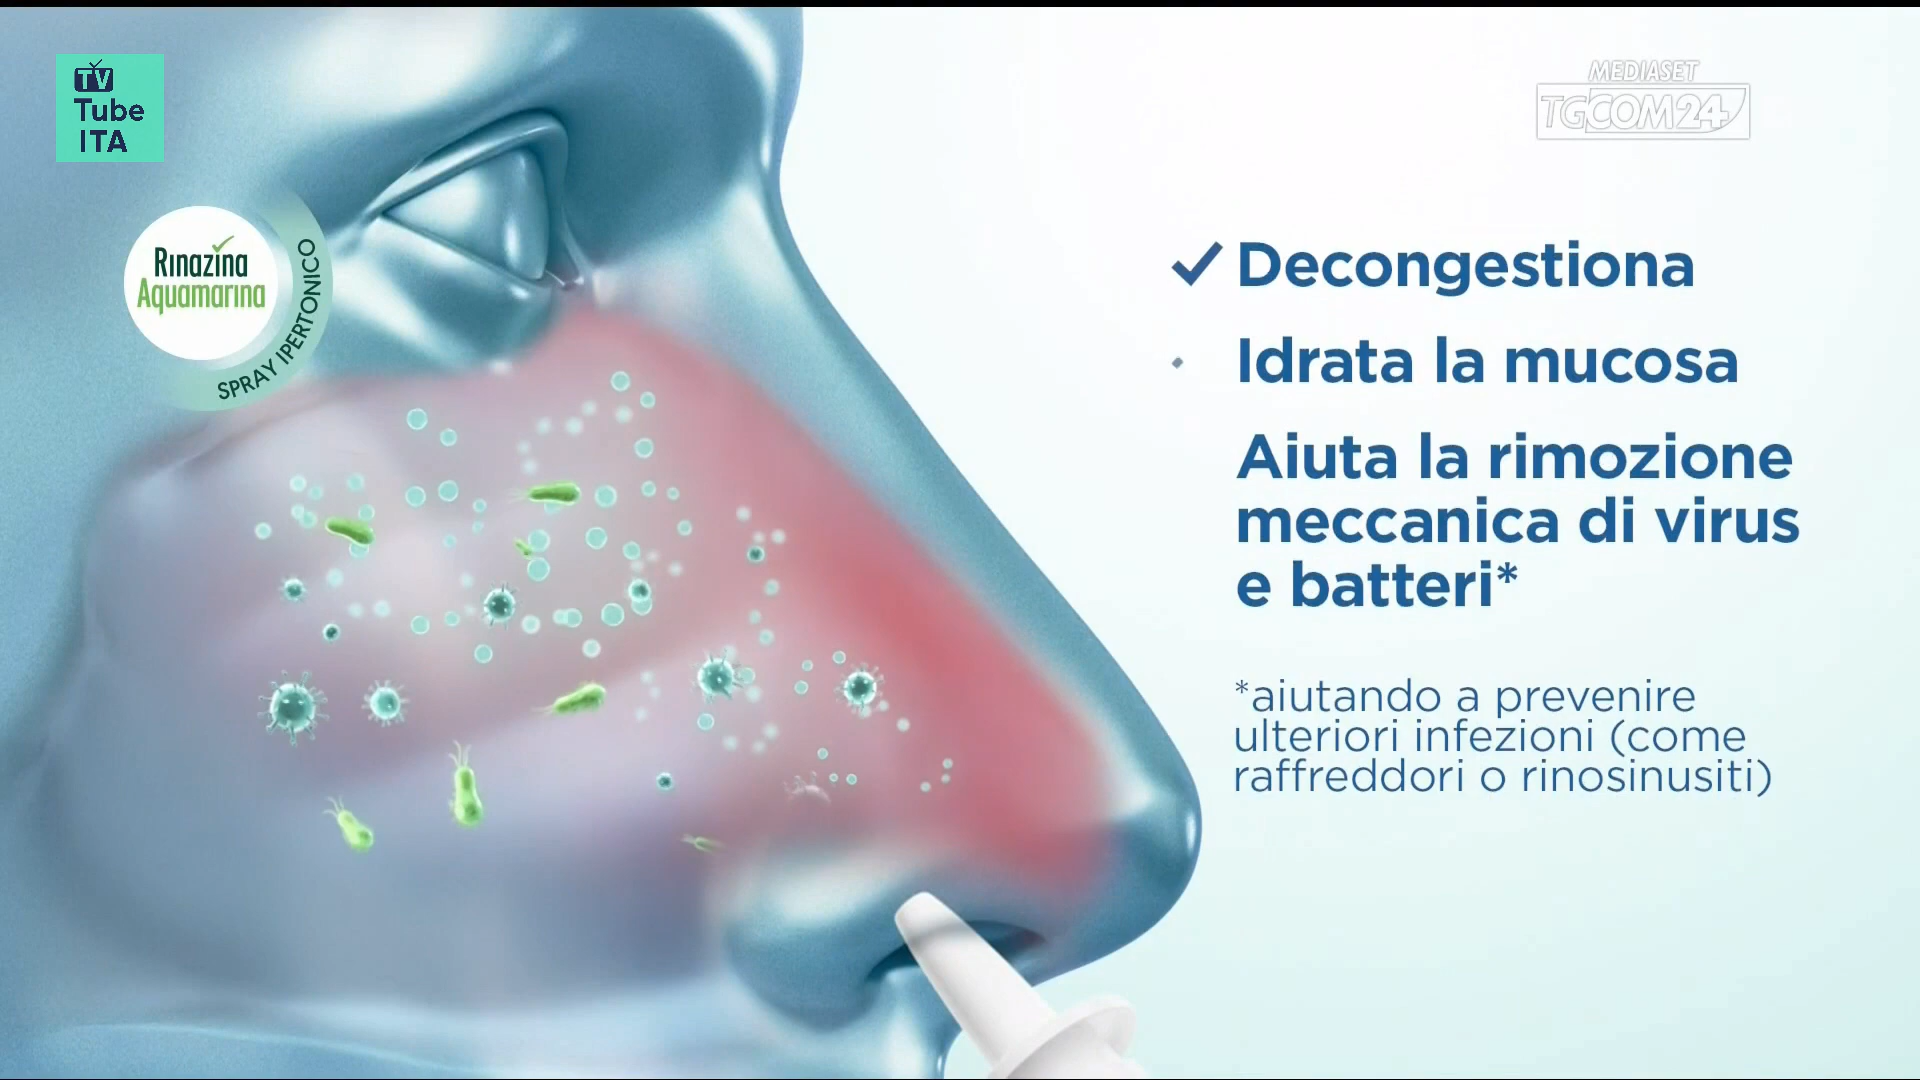 TV
Tube
ITA
MEDIASET
TGCOM24
Rinazina
Aquamarina
SPRAY IPERTONICO
Decongestiona
Idrata la mucosa
Aiuta la rimozione
meccanica di virus
e batteri*
*aiutando a prevenire
ulteriori infezioni (come
raffreddori o rinosinusiti)